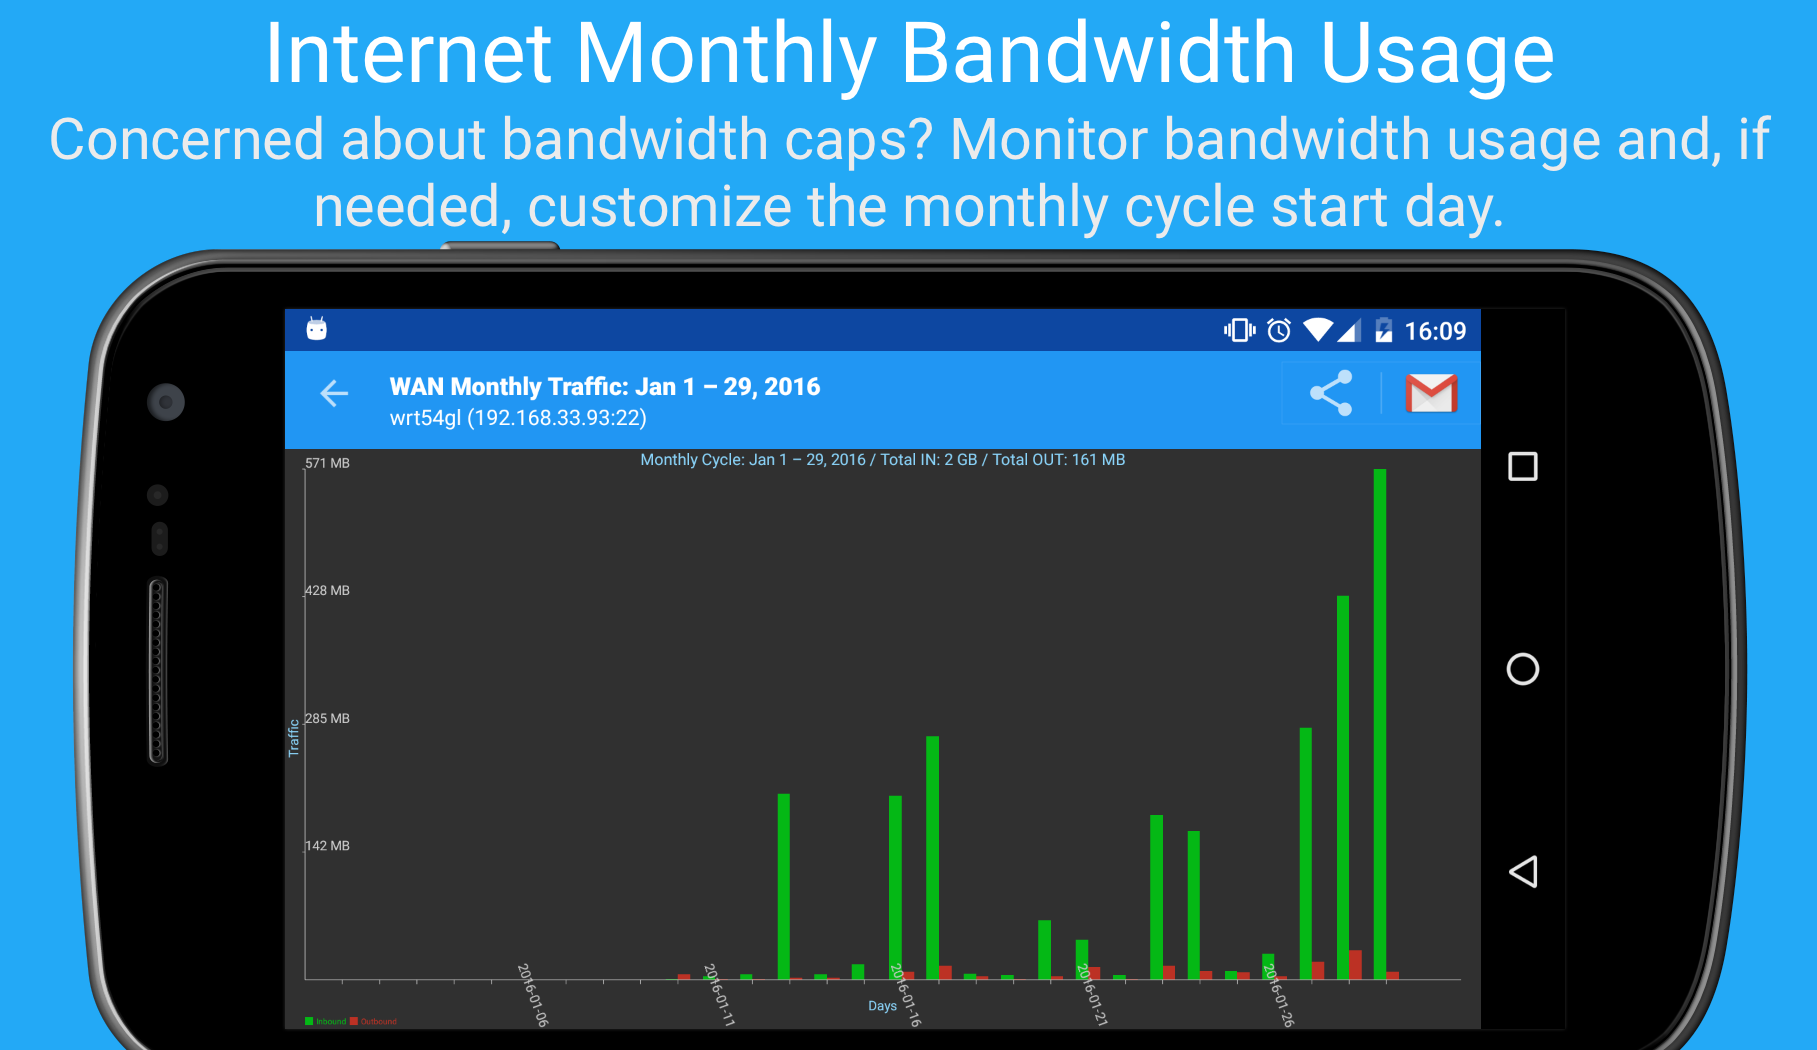 Internet Monthly Bandwidth Usage
Concerned about bandwidth caps? Monitor bandwidth usage and, if
needed, customize the monthly cycle start day.
16:09
WAN Monthly Traffic: Jan 1 – 29, 2016
wrt54gl (192.168.33.93:22)
Monthly Cycle: Jan 1 – 29, 2016 / Total IN: 2 GB / Total OUT: 161 MB
571 MB
428 MB
285 MB
142 MB
Traffic
2016-01-06
2016-01-11
2016-01-16
2016-01-21
2016-01-26
Days
Inbound Outbound